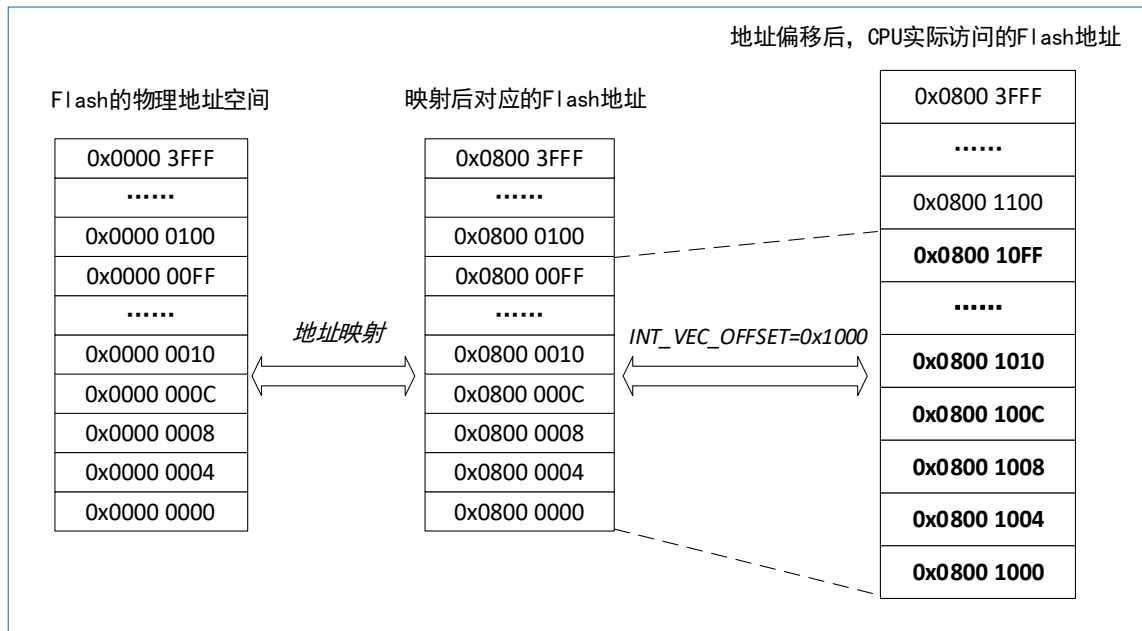 地址偏移后，CPU实际访问的Flash地址
Flash的物理地址空间
映射后对应的Flash地址
0x0000 3FFF
……
0x0000 0100
0x0000 00FF
……
0x0000 0010
0x0000 000C
0x0000 0008
0x0000 0004
0x0000 0000
地址映射
0x0800 3FFF
……
0x0800 0100
0x0800 00FF
……
0x0800 0010
0x0800 000C
0x0800 0008
0x0800 0004
0x0800 0000
INT_VEC_OFFSET=0x1000
0x0800 3FFF
……
0x0800 1100
0x0800 10FF
……
0x0800 1010
0x0800 100C
0x0800 1008
0x0800 1004
0x0800 1000